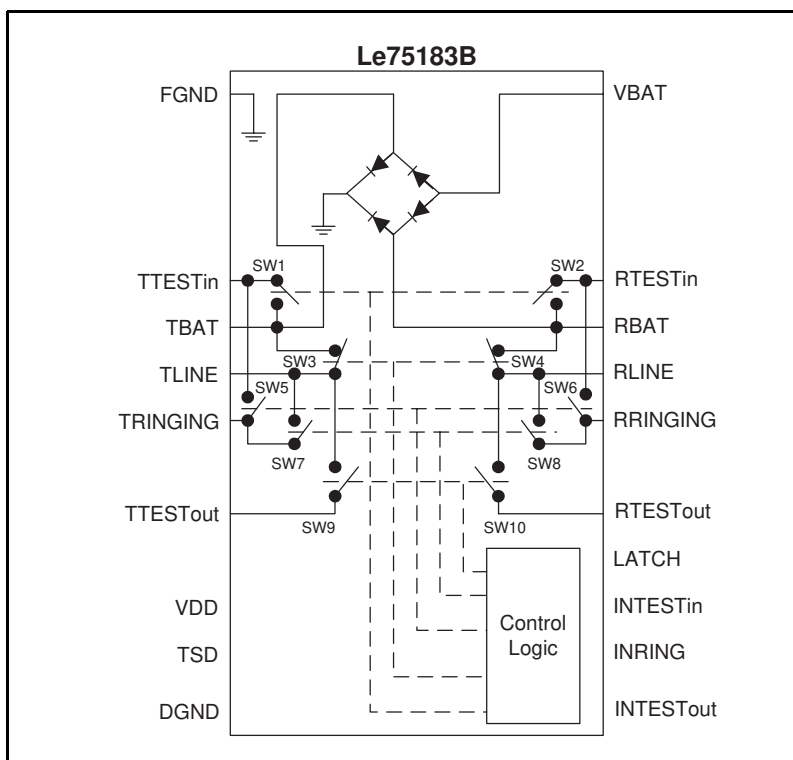 Le75183B
FGND
VBAT
SW1
SW2
TTESTin
RTESTin
TBAT
RBAT
SW3
SW4
TLINE
RLINE
SW5
SW6
TRINGING
RRINGING
SW7
SW8
TTESTout
SW9
SW10
RTESTout
LATCH
VDD
INTESTin
Control
Logic
TSD
INRING
DGND
INTESTout